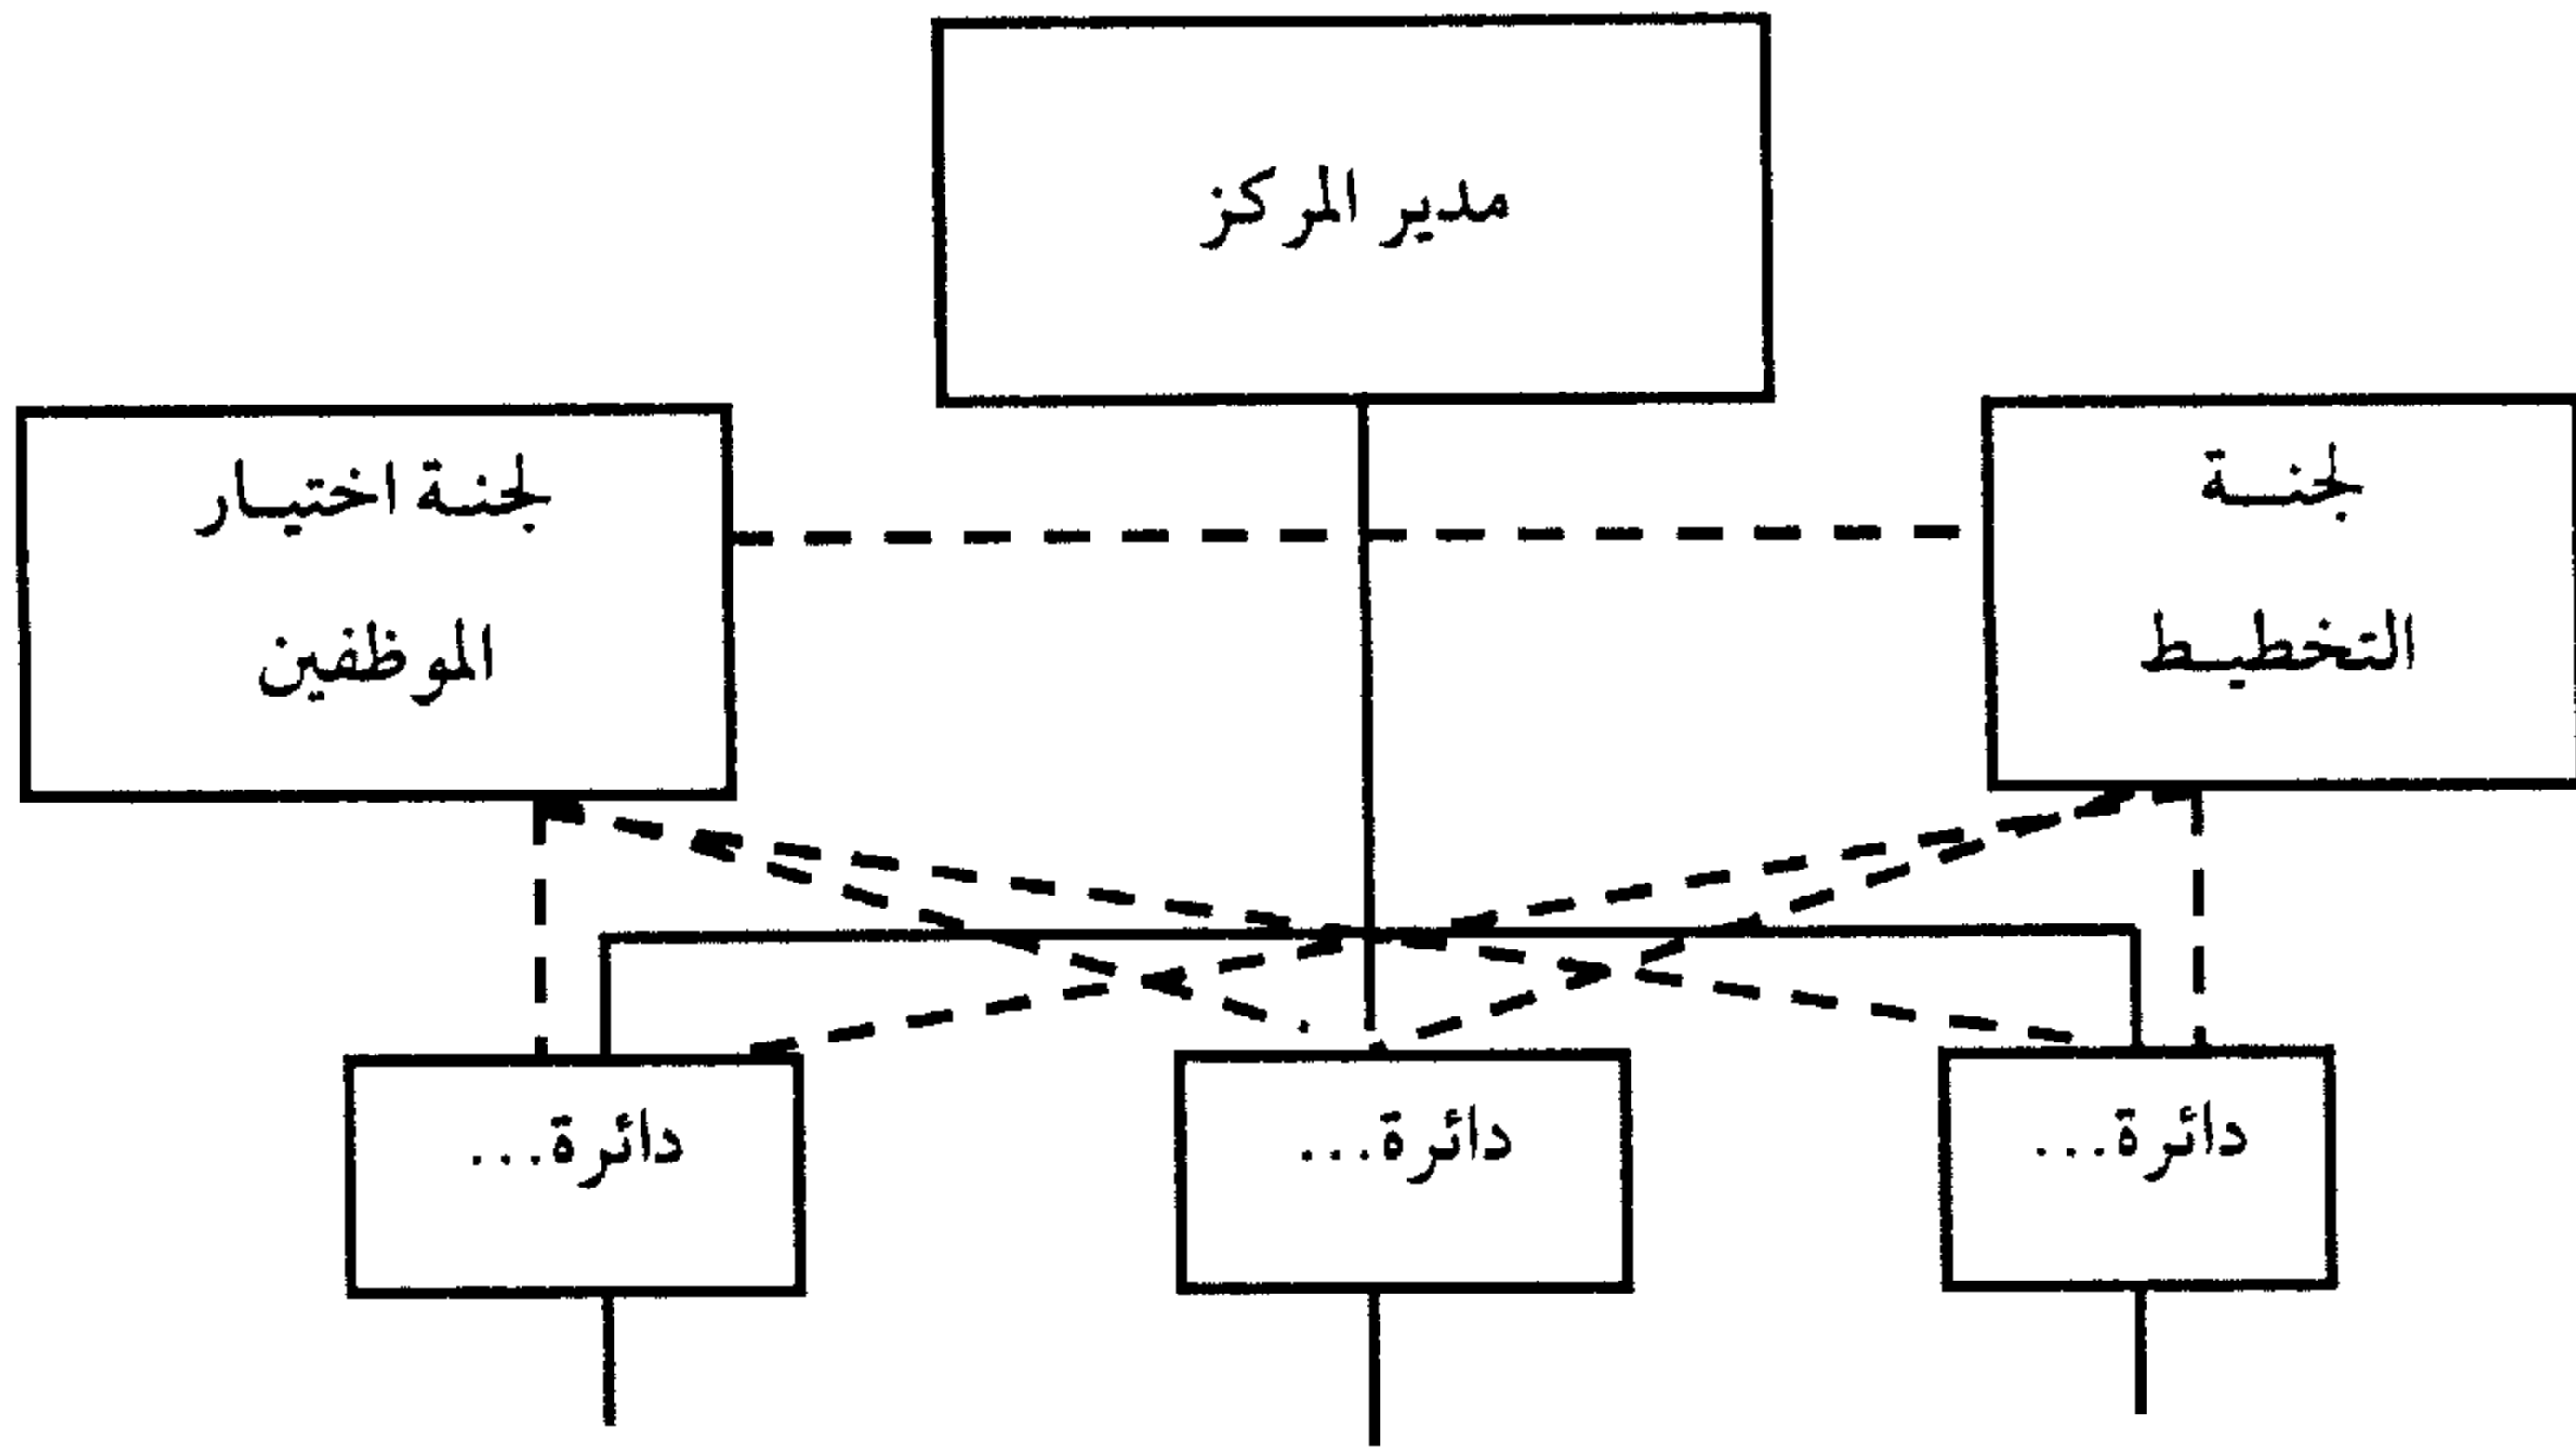 مدير المركز
لجنة
التخطيط
لجنة اختيار
الموظفين
دائرة...
دائرة...
دائرة...